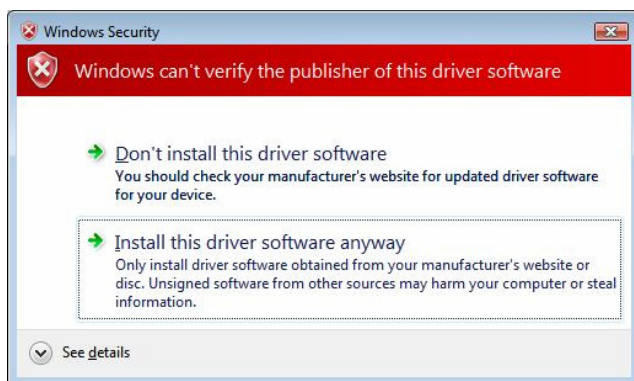 Windows Security
Windows can't verify the publisher of this driver software
Don't install this driver software
You should check your manufacturer's website for updated driver software
for your device.
Install this driver software anyway
Only install driver software obtained from your manufacturer's website or
disc. Unsigned software from other sources may harm your computer or steal
information.
See details